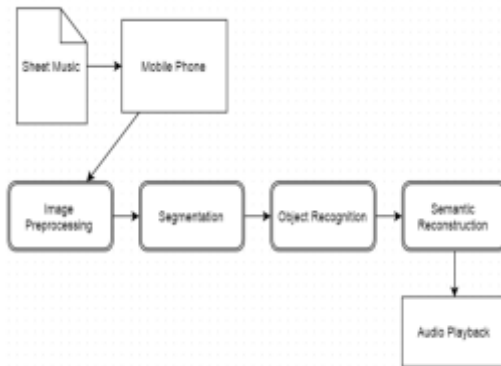 Sheet Music
Mobile Phone
Image
Preprocessing
Segmentation
Object Recognition
Semantic
Reconstruction
Audio Playback